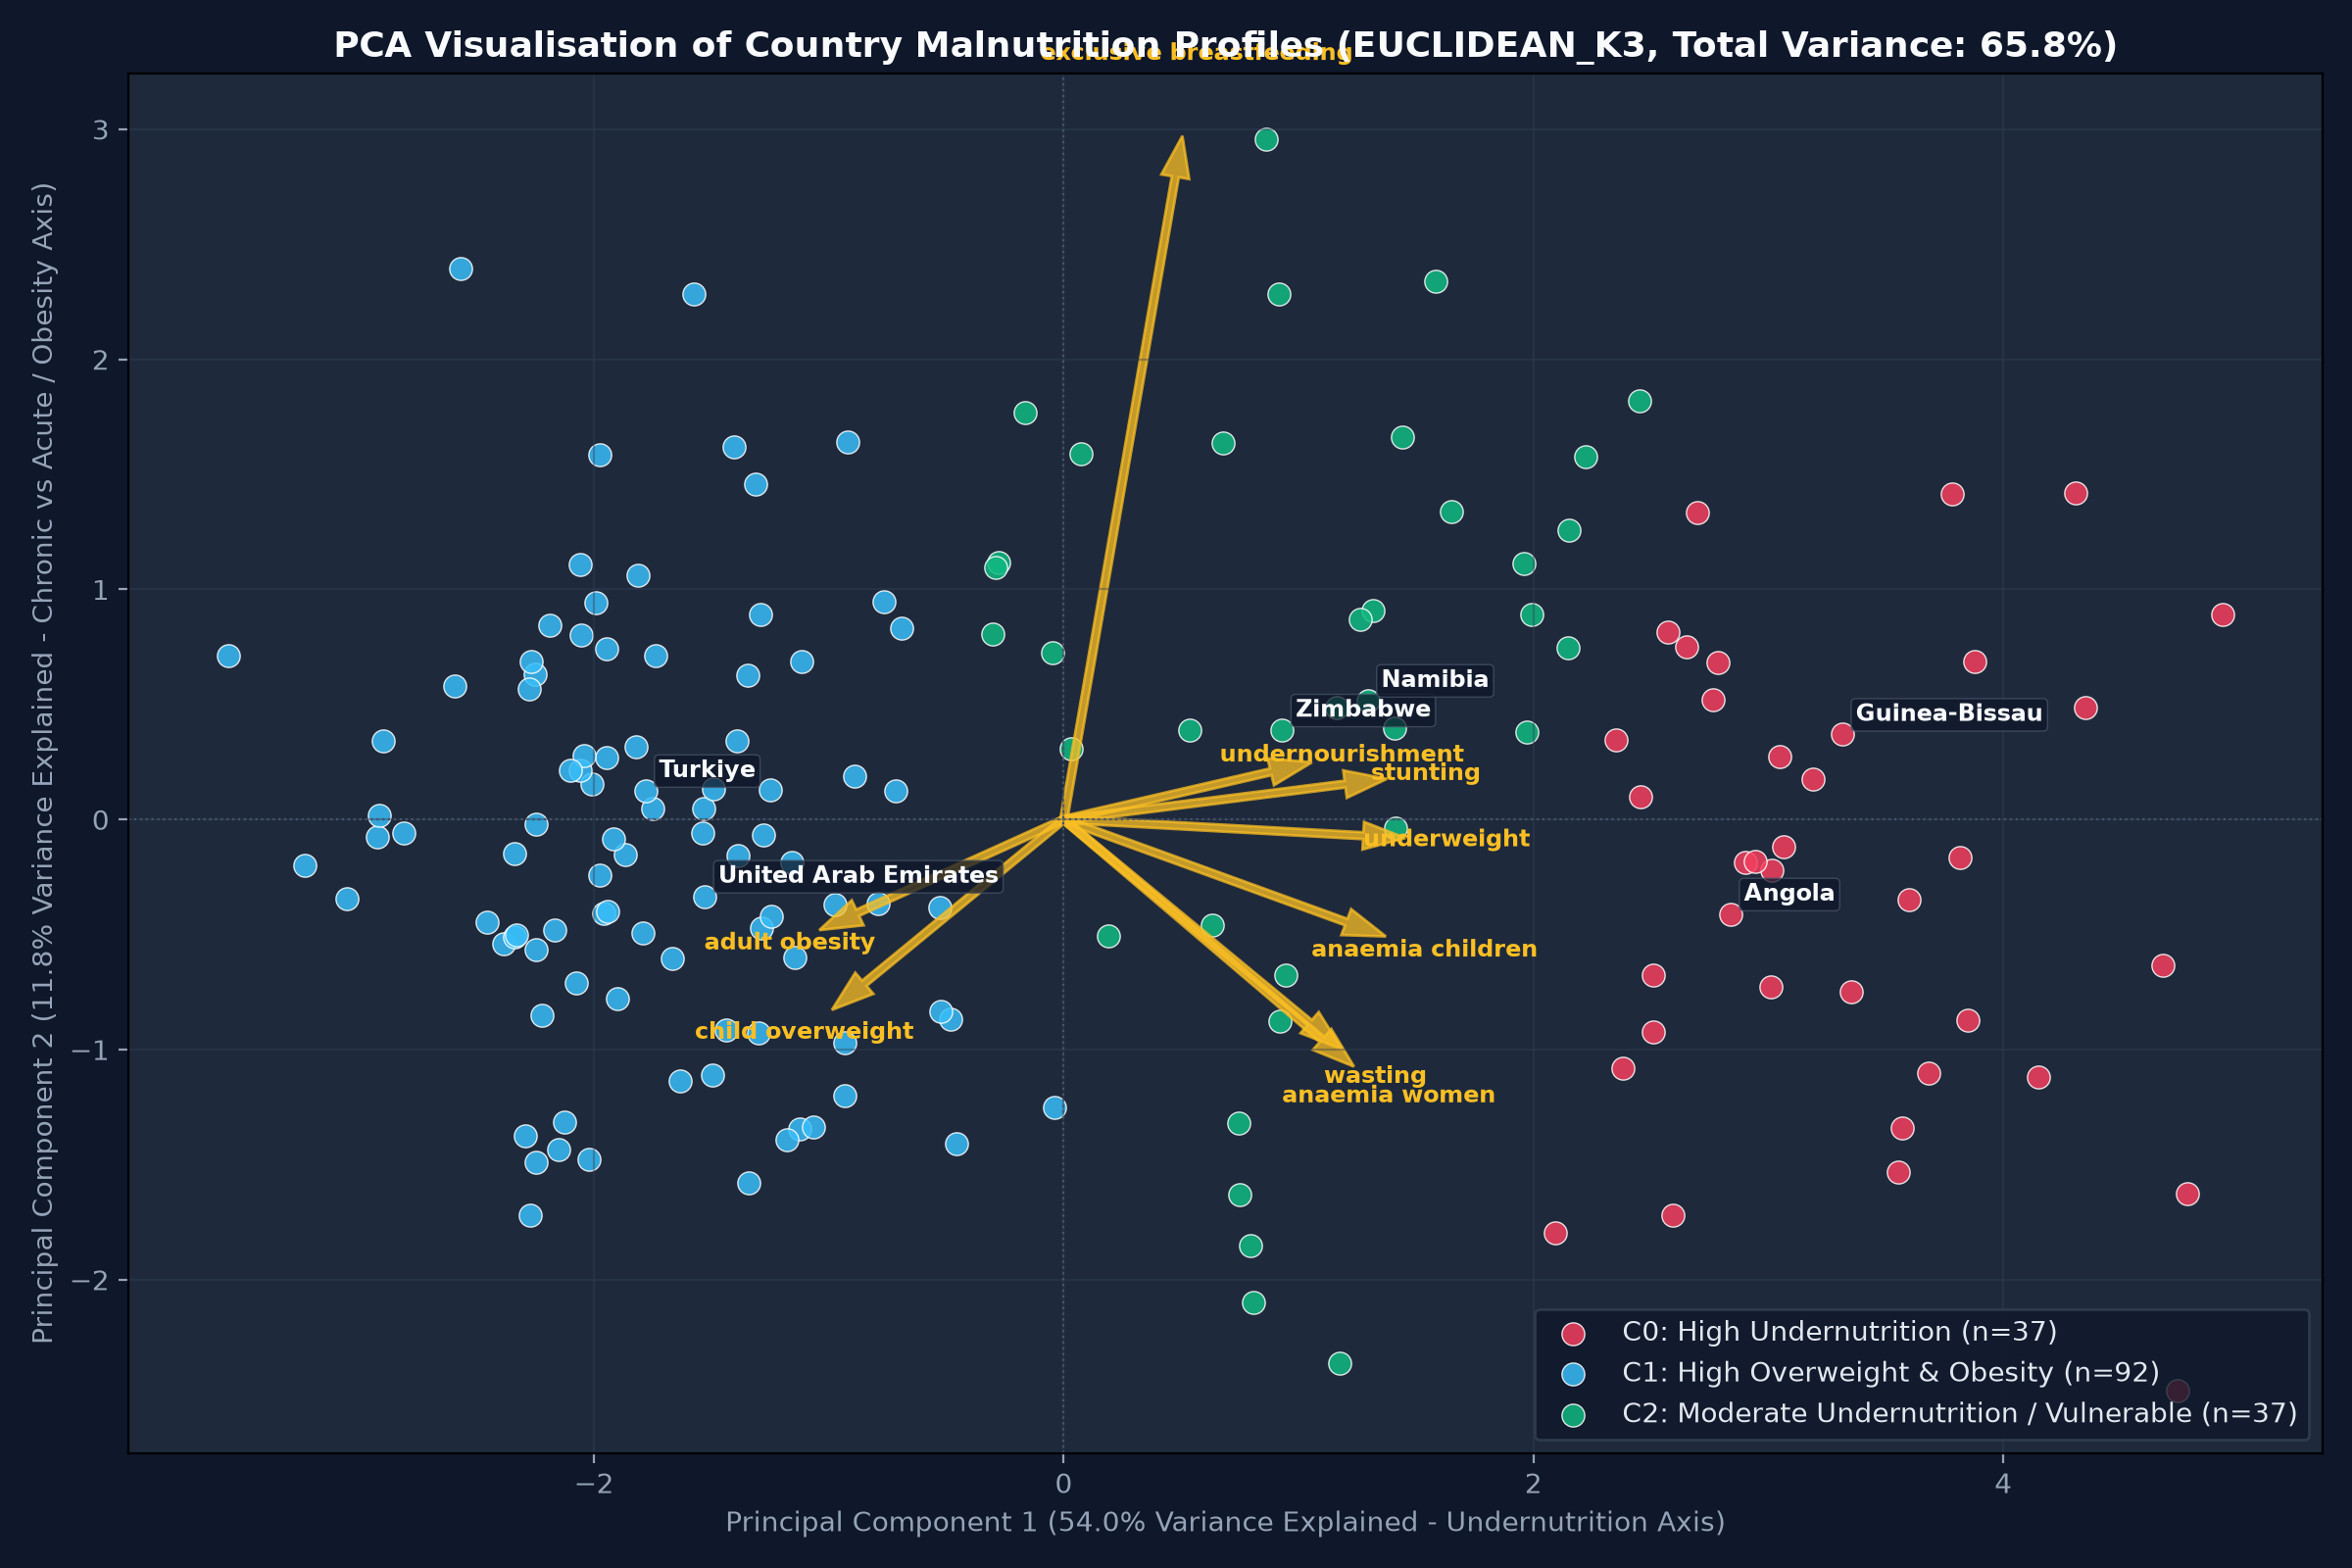 PCA Visualisation of Country Malnutrition Profiles (EUCLIDEAN_K3, Total Variance: 65.8%)
exclusive breastfeeding
Principal Component 2 (11.8% Variance Explained - Chronic vs Acute / Obesity Axis)
3
2
1
0
−1
−2
Namibia
Zimbabwe
Guinea-Bissau
undernourishment
Turkiye
stunting
underweight
United Arab Emirates
Angola
adult obesity
anaemia children
child overweight
wasting
anaemia women
C0: High Undernutrition (n=37)
C1: High Overweight & Obesity (n=92)
C2: Moderate Undernutrition / Vulnerable (n=37)
−2
0
2
4
Principal Component 1 (54.0% Variance Explained - Undernutrition Axis)